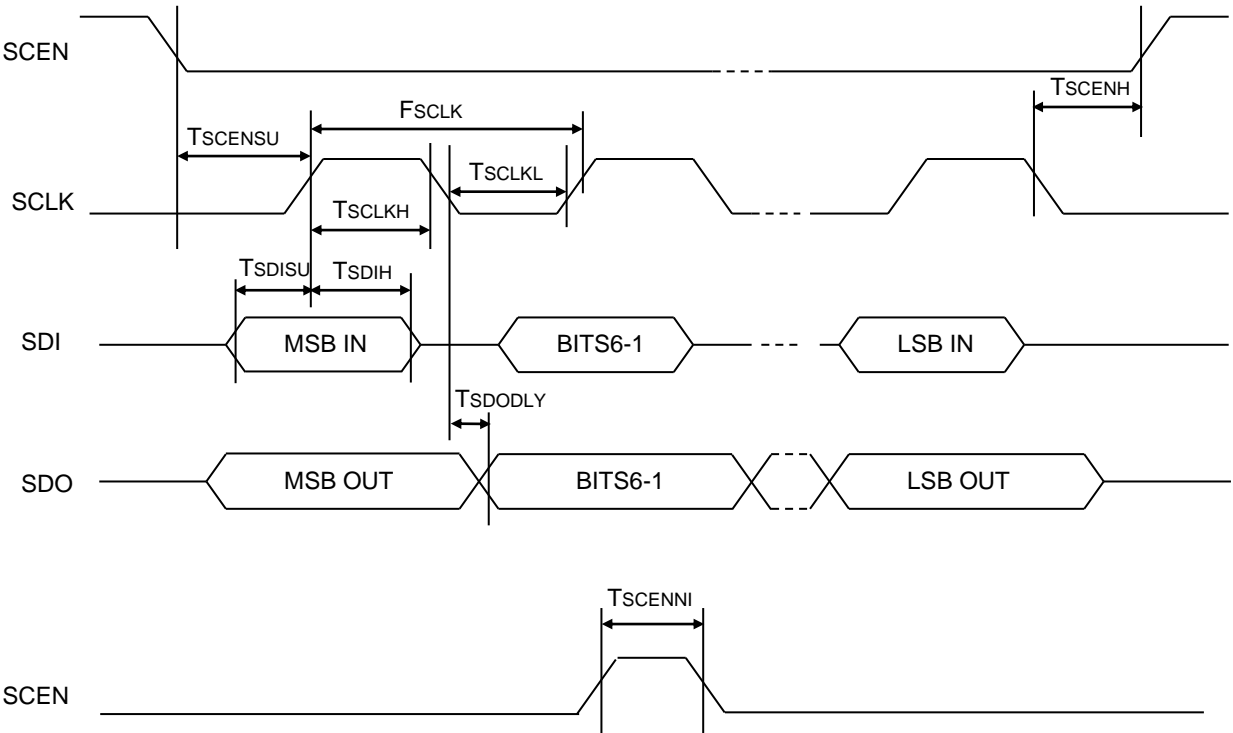 SCEN
TSCENH
FSCLK
TSCENSU
TSCLKL
SCLK
TSCLKH
TSDISU TSDIH
SDI MSB IN BITS6-1 LSB IN
TSDODLY
SDO MSB OUT BITS6-1 LSB OUT
TSCENNI
SCEN